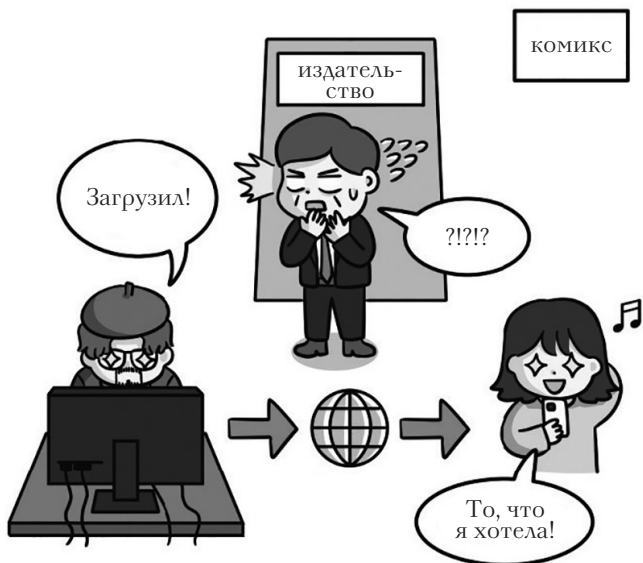 комикс
издатель-
ство
Загрузил!
?!?!?
То, что
я хотела!